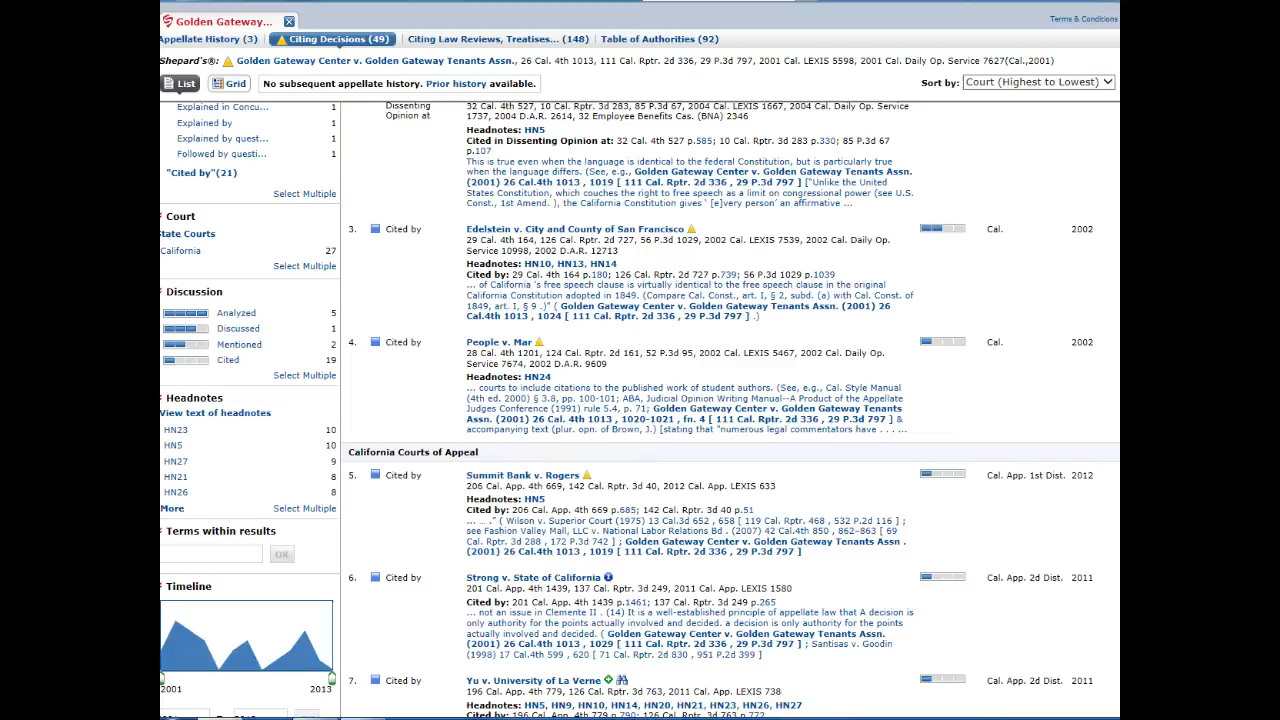 Golden Gateway...
Terms & Conditions
Appellate History (3)
Citing Decisions (49)
Citing Law Reviews, Treatises... (148)
Table of Authorities (92)
Shepard's®: Golden Gateway Center v. Golden Gateway Tenants Assn., 26 Cal. 4th 1013, 111 Cal. Rptr. 2d 336, 29 P.3d 797, 2001 Cal. LEXIS 5598, 2001 Cal. Daily Op. Service 7627(Cal.,2001)
List
Grid
No subsequent appellate history. Prior history available.
Sort by: Court (Highest to Lowest)
Explained in Concu... 1
Explained by 1
Explained by quest... 1
Followed by questi... 1
"Cited by"(21)
Select Multiple
Court
State Courts
California 27
Select Multiple
Discussion
Analyzed 5
Discussed 1
Mentioned 2
Cited 19
Select Multiple
Headnotes
View text of headnotes
HN23 10
HN5 10
HN27 9
HN21 8
HN26 8
More
Select Multiple
Terms within results
OK
Timeline
2001 2013
Dissenting
Opinion at
32 Cal. 4th 527, 10 Cal. Rptr. 3d 283, 85 P.3d 67, 2004 Cal. LEXIS 1667, 2004 Cal. Daily Op. Service
1737, 2004 D.A.R. 2614, 32 Employee Benefits Cas. (BNA) 2346
Headnotes: HN5
Cited in Dissenting Opinion at: 32 Cal. 4th 527 p.585; 10 Cal. Rptr. 3d 283 p.330; 85 P.3d 67
p.107
This is true even when the language is identical to the federal Constitution, but is particularly true
when the language differs. (See, e.g., Golden Gateway Center v. Golden Gateway Tenants Assn.
(2001) 26 Cal.4th 1013 , 1019 [ 111 Cal. Rptr. 2d 336 , 29 P.3d 797 ] ["Unlike the United
States Constitution, which couches the right to free speech as a limit on congressional power (see U.S.
Const., 1st Amend. ), the California Constitution gives ' [e]very person' an affirmative ...
3. Cited by
Edelstein v. City and County of San Francisco
Cal. 2002
29 Cal. 4th 164, 126 Cal. Rptr. 2d 727, 56 P.3d 1029, 2002 Cal. LEXIS 7539, 2002 Cal. Daily Op.
Service 10998, 2002 D.A.R. 12713
Headnotes: HN10, HN13, HN14
Cited by: 29 Cal. 4th 164 p.180; 126 Cal. Rptr. 2d 727 p.739; 56 P.3d 1029 p.1039
... of California 's free speech clause is virtually identical to the free speech clause in the original
California Constitution adopted in 1849. (Compare Cal. Const., art. I, § 2, subd. (a) with Cal. Const. of
1849, art. I, § 9 .)" ( Golden Gateway Center v. Golden Gateway Tenants Assn. (2001) 26
Cal.4th 1013 , 1024 [ 111 Cal. Rptr. 2d 336 , 29 P.3d 797 ] .)
4. Cited by
People v. Mar
Cal. 2002
28 Cal. 4th 1201, 124 Cal. Rptr. 2d 161, 52 P.3d 95, 2002 Cal. LEXIS 5467, 2002 Cal. Daily Op.
Service 7674, 2002 D.A.R. 9609
Headnotes: HN24
... courts to include citations to the published work of student authors. (See, e.g., Cal. Style Manual
(4th ed. 2000) § 3.8, pp. 100-101; ABA, Judicial Opinion Writing Manual--A Product of the Appellate
Judges Conference (1991) rule 5.4, p. 71; Golden Gateway Center v. Golden Gateway Tenants
Assn. (2001) 26 Cal. 4th 1013 , 1020-1021 , fn. 4 [ 111 Cal. Rptr. 2d 336 , 29 P.3d 797 ] &
accompanying text (plur. opn. of Brown, J.) [stating that "numerous legal commentators have . . . ,...
California Courts of Appeal
5. Cited by
Summit Bank v. Rogers
Cal. App. 1st Dist. 2012
206 Cal. App. 4th 669, 142 Cal. Rptr. 3d 40, 2012 Cal. App. LEXIS 633
Headnotes: HN5
Cited by: 206 Cal. App. 4th 669 p.685; 142 Cal. Rptr. 3d 40 p.51
... ... ." ( Wilson v. Superior Court (1975) 13 Cal.3d 652 , 658 [ 119 Cal. Rptr. 468 , 532 P.2d 116 ] ;
see Fashion Valley Mall, LLC v. National Labor Relations Bd . (2007) 42 Cal.4th 850 , 862–863 [ 69
Cal. Rptr. 3d 288 , 172 P.3d 742 ] ; Golden Gateway Center v. Golden Gateway Tenants Assn .
(2001) 26 Cal.4th 1013 , 1019 [ 111 Cal. Rptr. 2d 336 , 29 P.3d 797 ]
6. Cited by
Strong v. State of California
Cal. App. 2d Dist. 2011
201 Cal. App. 4th 1439, 137 Cal. Rptr. 3d 249, 2011 Cal. App. LEXIS 1580
Cited by: 201 Cal. App. 4th 1439 p.1461; 137 Cal. Rptr. 3d 249 p.265
... not an issue in Clemente II . (14) It is a well-established principle of appellate law that A decision is
only authority for the points actually involved and decided. a decision is only authority for the points
actually involved and decided. ( Golden Gateway Center v. Golden Gateway Tenants Assn.
(2001) 26 Cal.4th 1013 , 1029 [ 111 Cal. Rptr. 2d 336 , 29 P.3d 797 ] ; Santisas v. Goodin
(1998) 17 Cal.4th 599 , 620 [ 71 Cal. Rptr. 2d 830 , 951 P.2d 399 ]
7. Cited by
Yu v. University of La Verne
Cal. App. 2d Dist. 2011
196 Cal. App. 4th 779, 126 Cal. Rptr. 3d 763, 2011 Cal. App. LEXIS 738
Headnotes: HN5, HN9, HN10, HN14, HN20, HN21, HN23, HN26, HN27
Cited by: 196 Cal. App. 4th 779 p.790; 126 Cal. Rptr. 3d 763 p.772